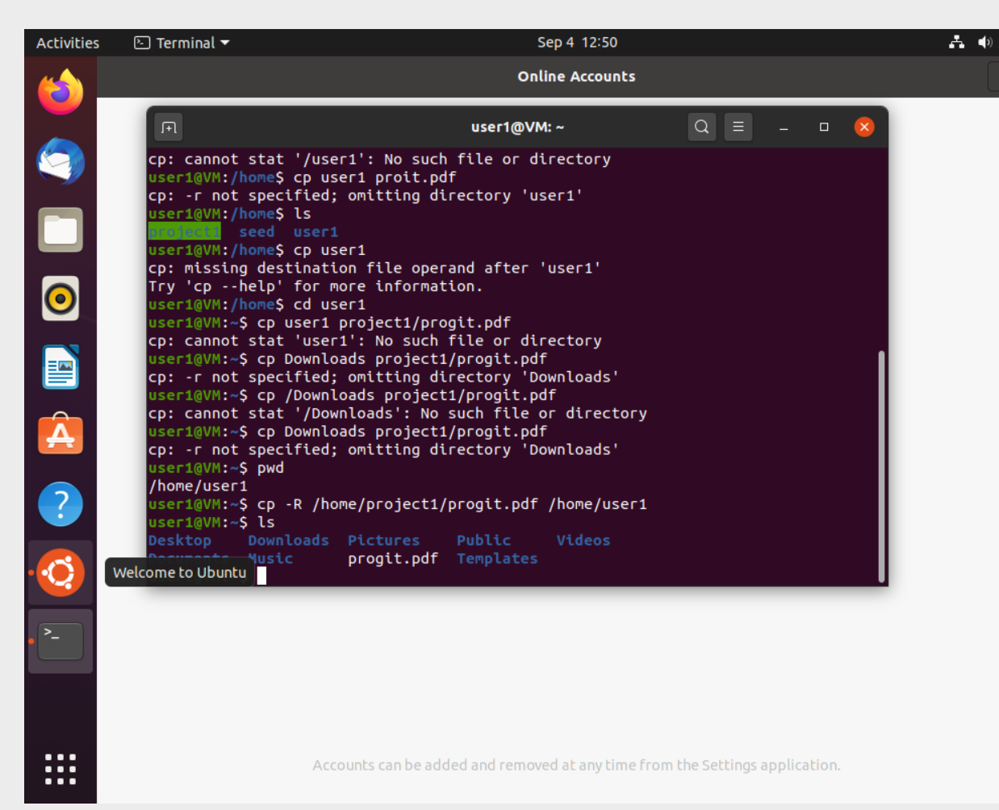 Activities Terminal Sep 4 12:50
Online Accounts
user1@VM: ~
cp: cannot stat '/user1': No such file or directory
user1@VM:/home$ cp user1 proit.pdf
cp: -r not specified; omitting directory 'user1'
user1@VM:/home$ ls
project1 seed user1
user1@VM:/home$ cp user1
cp: missing destination file operand after 'user1'
Try 'cp --help' for more information.
user1@VM:/home$ cd user1
user1@VM:~$ cp user1 project1/progit.pdf
cp: cannot stat 'user1': No such file or directory
user1@VM:~$ cp Downloads project1/progit.pdf
cp: -r not specified; omitting directory 'Downloads'
user1@VM:~$ cp /Downloads project1/progit.pdf
cp: cannot stat '/Downloads': No such file or directory
user1@VM:~$ cp Downloads project1/progit.pdf
cp: -r not specified; omitting directory 'Downloads'
user1@VM:~$ pwd
/home/user1
user1@VM:~$ cp -R /home/project1/progit.pdf /home/user1
user1@VM:~$ ls
Desktop Downloads Pictures Public Videos
Documents Music progit.pdf Templates
Welcome to Ubuntu
Accounts can be added and removed at any time from the Settings application.